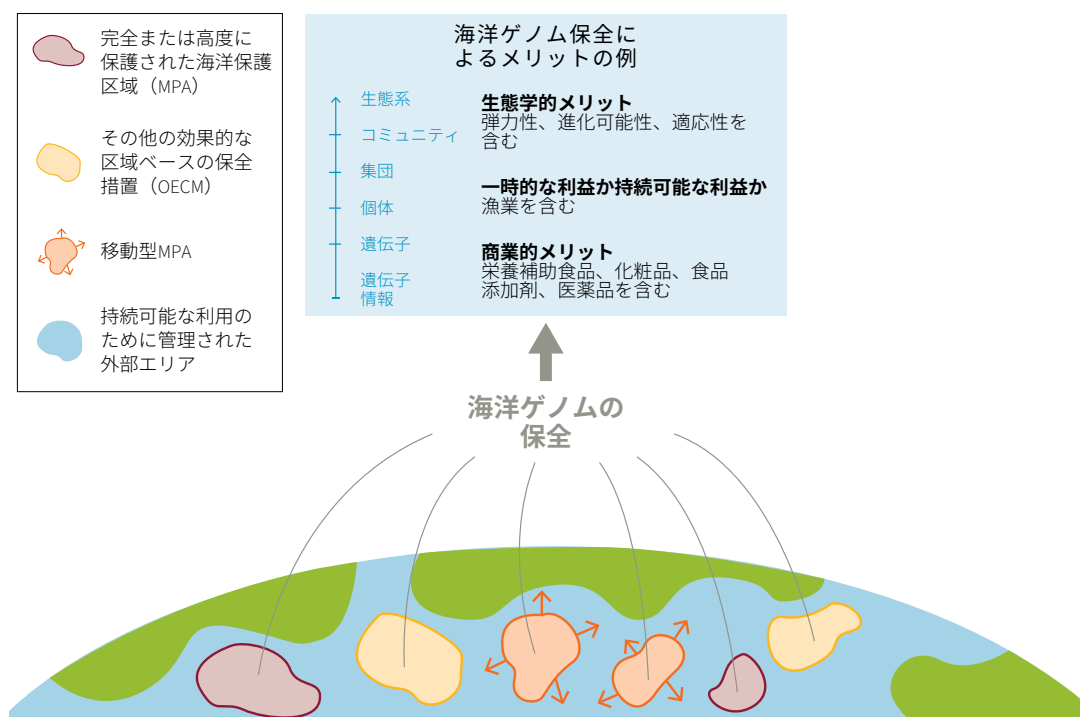 完全または高度に
保護された海洋保護
区域（MPA）
その他の効果的な
区域ベースの保全
措置（OECM）
移動型MPA
持続可能な利用の
ために管理された
外部エリア
海洋ゲノム保全に
よるメリットの例
生態系
コミュニティ
集団
個体
遺伝子
遺伝子
情報
生態学的メリット
弾力性、進化可能性、適応性を
含む
一時的な利益か持続可能な利益か
漁業を含む
商業的メリット
栄養補助食品、化粧品、食品
添加剤、医薬品を含む
海洋ゲノムの
保全